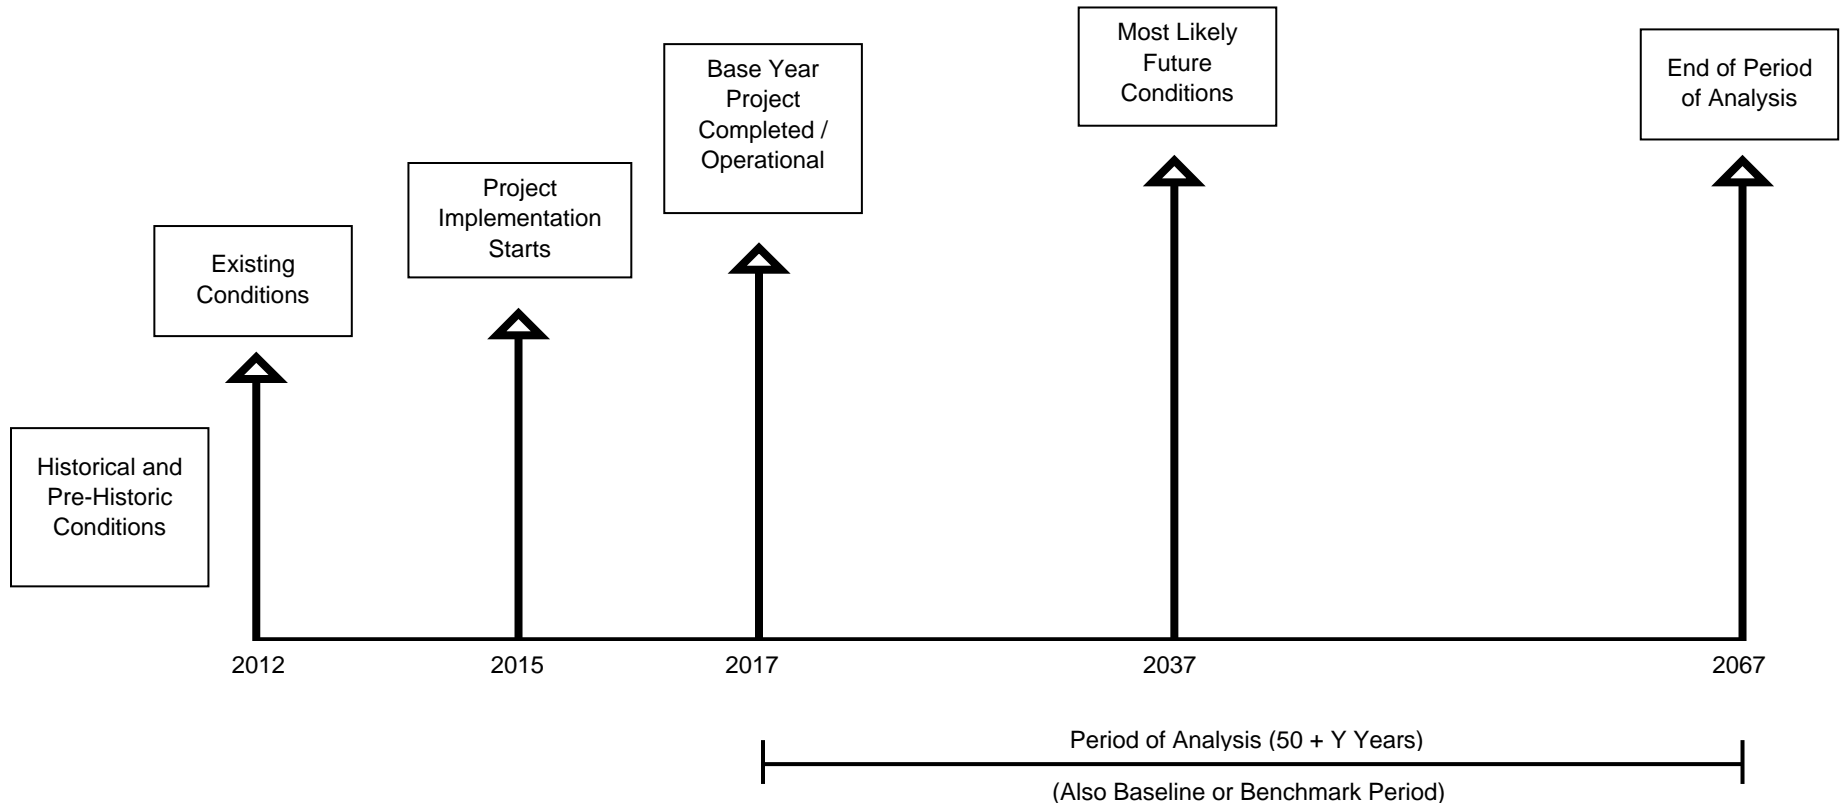 Historical and
Pre-Historic
Conditions
Existing
Conditions
Project
Implementation
Starts
Base Year
Project
Completed /
Operational
Most Likely
Future
Conditions
End of Period
of Analysis
2012
2015
2017
2037
2067
Period of Analysis (50 + Y Years)
(Also Baseline or Benchmark Period)